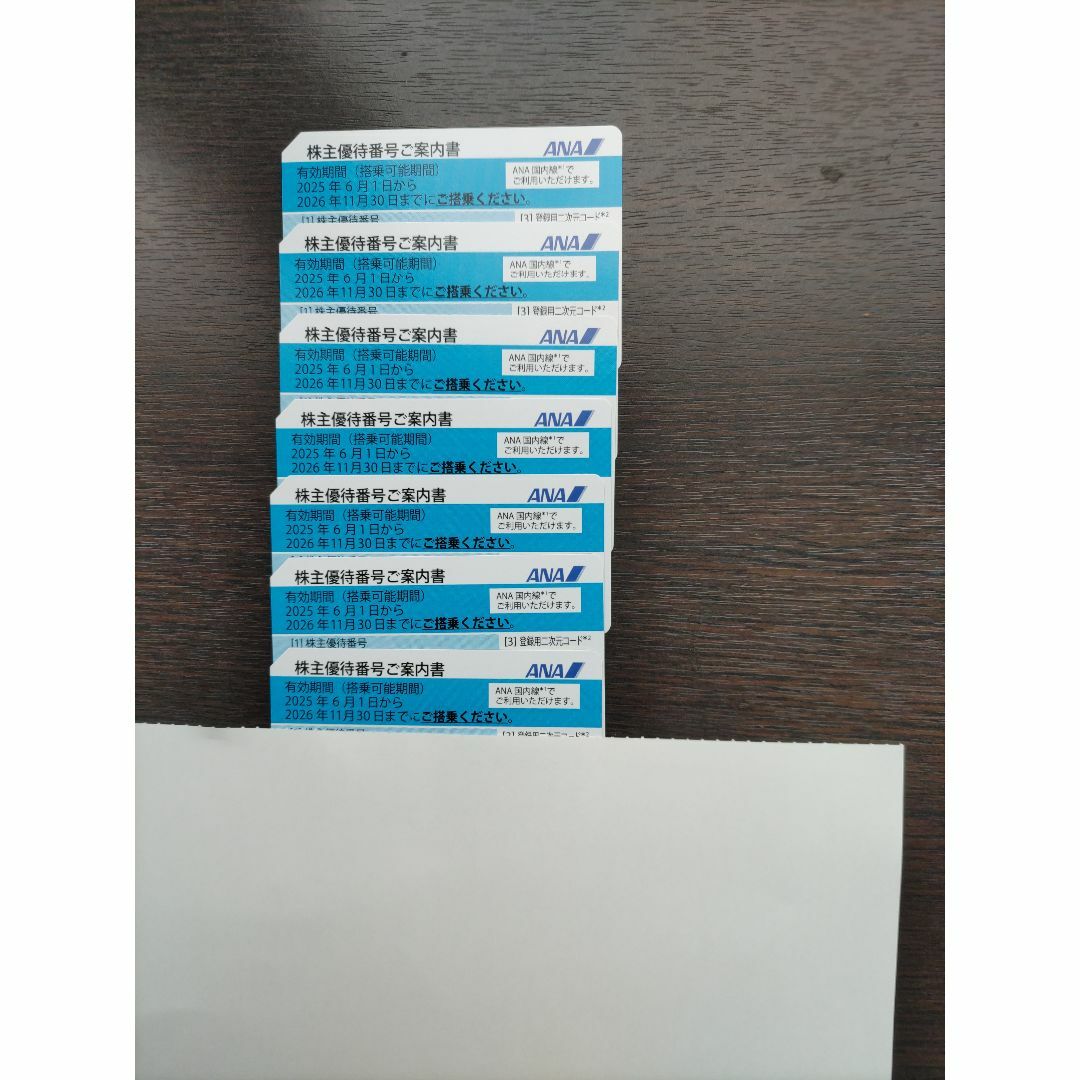 株主優待番号ご案内書 ANA
有効期間（搭乗可能期間）
2025年6月1日から
2026年11月30日までにご搭乗ください。
ANA国内線*1で
ご利用いただけます。
[1] 株主優待番号
[3] 登録用二次元コード*2
株主優待番号ご案内書 ANA
有効期間（搭乗可能期間）
2025年6月1日から
2026年11月30日までにご搭乗ください。
ANA国内線*1で
ご利用いただけます。
[1] 株主優待番号
[3] 登録用二次元コード*2
株主優待番号ご案内書 ANA
有効期間（搭乗可能期間）
2025年6月1日から
2026年11月30日までにご搭乗ください。
ANA国内線*1で
ご利用いただけます。
株主優待番号ご案内書 ANA
有効期間（搭乗可能期間）
2025年6月1日から
2026年11月30日までにご搭乗ください。
ANA国内線*1で
ご利用いただけます。
株主優待番号ご案内書 ANA
有効期間（搭乗可能期間）
2025年6月1日から
2026年11月30日までにご搭乗ください。
ANA国内線*1で
ご利用いただけます。
株主優待番号ご案内書 ANA
有効期間（搭乗可能期間）
2025年6月1日から
2026年11月30日までにご搭乗ください。
ANA国内線*1で
ご利用いただけます。
[1] 株主優待番号
[3] 登録用二次元コード*2
株主優待番号ご案内書 ANA
有効期間（搭乗可能期間）
2025年6月1日から
2026年11月30日までにご搭乗ください。
ANA国内線*1で
ご利用いただけます。